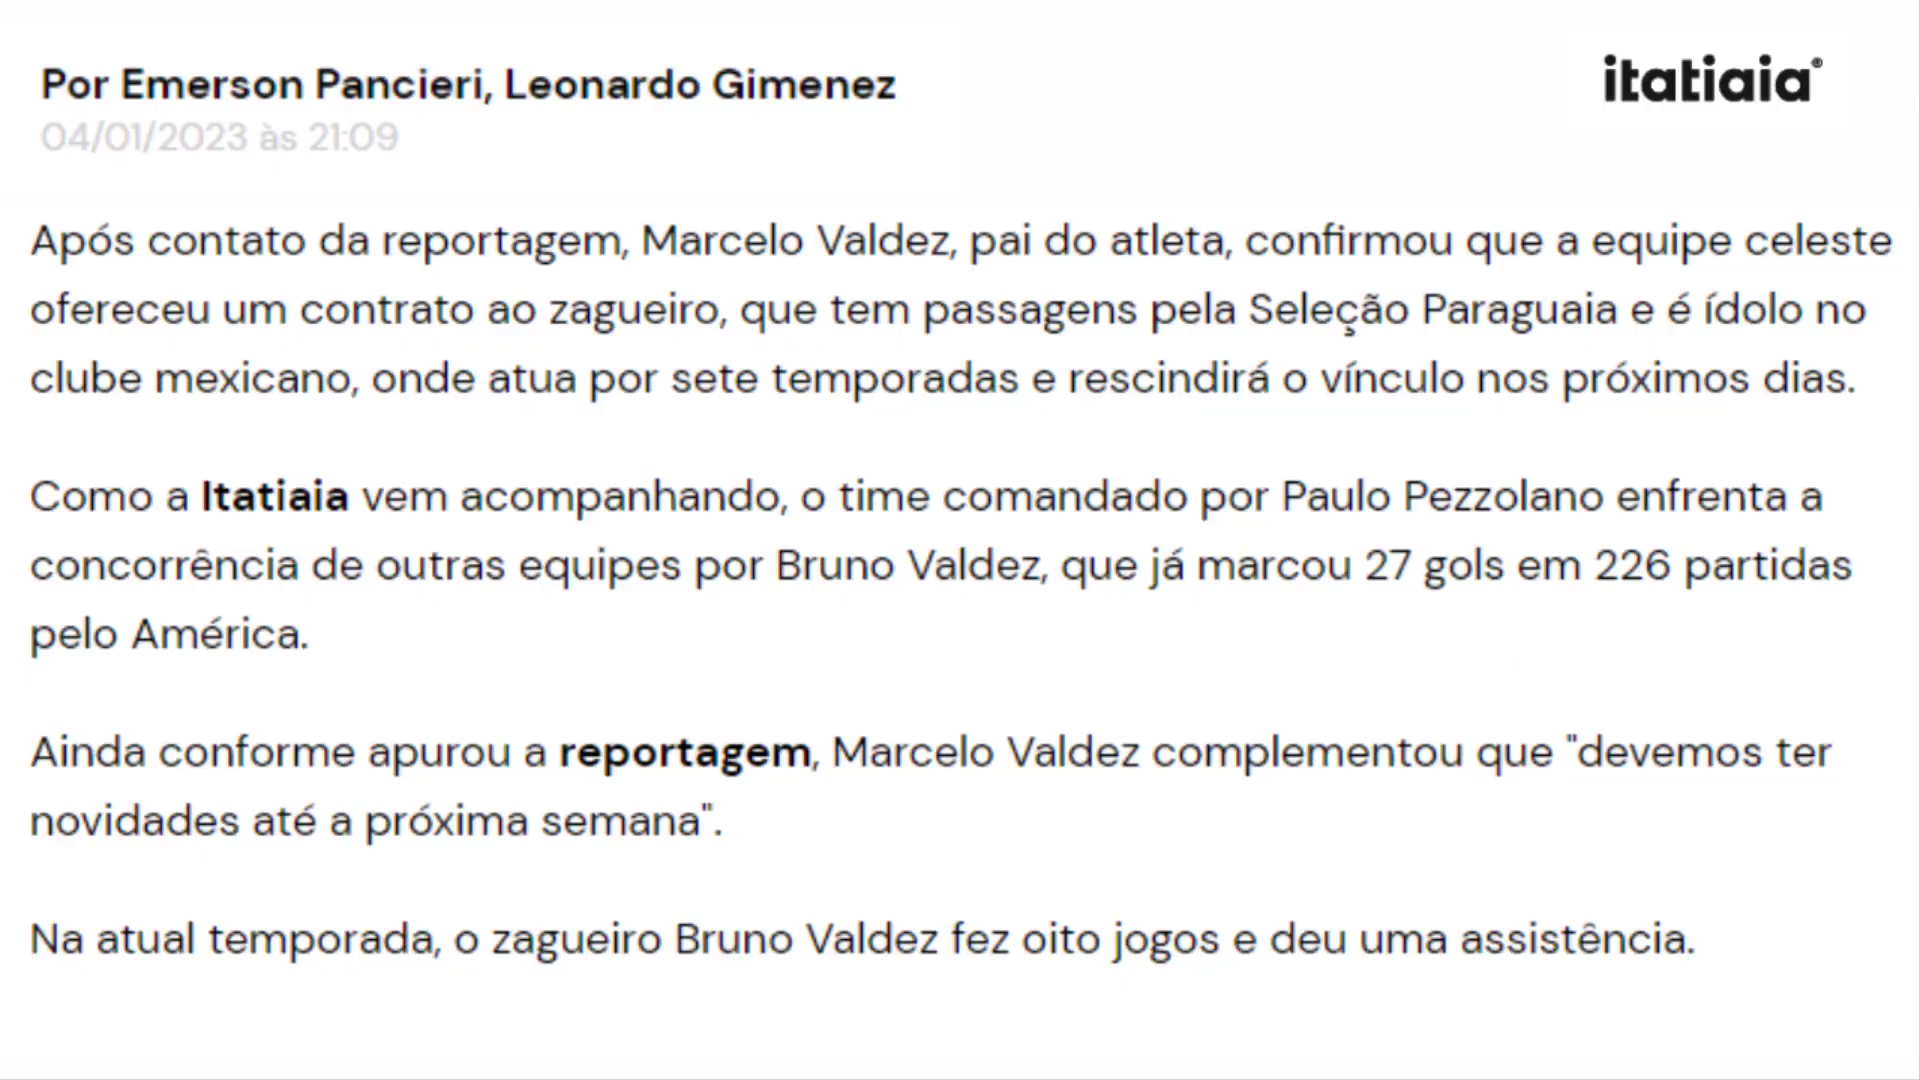 Por Emerson Pancieri, Leonardo Gimenez
itatiaia®
04/01/2023 às 21:09
Após contato da reportagem, Marcelo Valdez, pai do atleta, confirmou que a equipe celeste
ofereceu um contrato ao zagueiro, que tem passagens pela Seleção Paraguaia e é ídolo no
clube mexicano, onde atua por sete temporadas e rescindirá o vínculo nos próximos dias.
Como a Itatiaia vem acompanhando, o time comandado por Paulo Pezzolano enfrenta a
concorrência de outras equipes por Bruno Valdez, que já marcou 27 gols em 226 partidas
pelo América.
Ainda conforme apurou a reportagem, Marcelo Valdez complementou que "devemos ter
novidades até a próxima semana".
Na atual temporada, o zagueiro Bruno Valdez fez oito jogos e deu uma assistência.